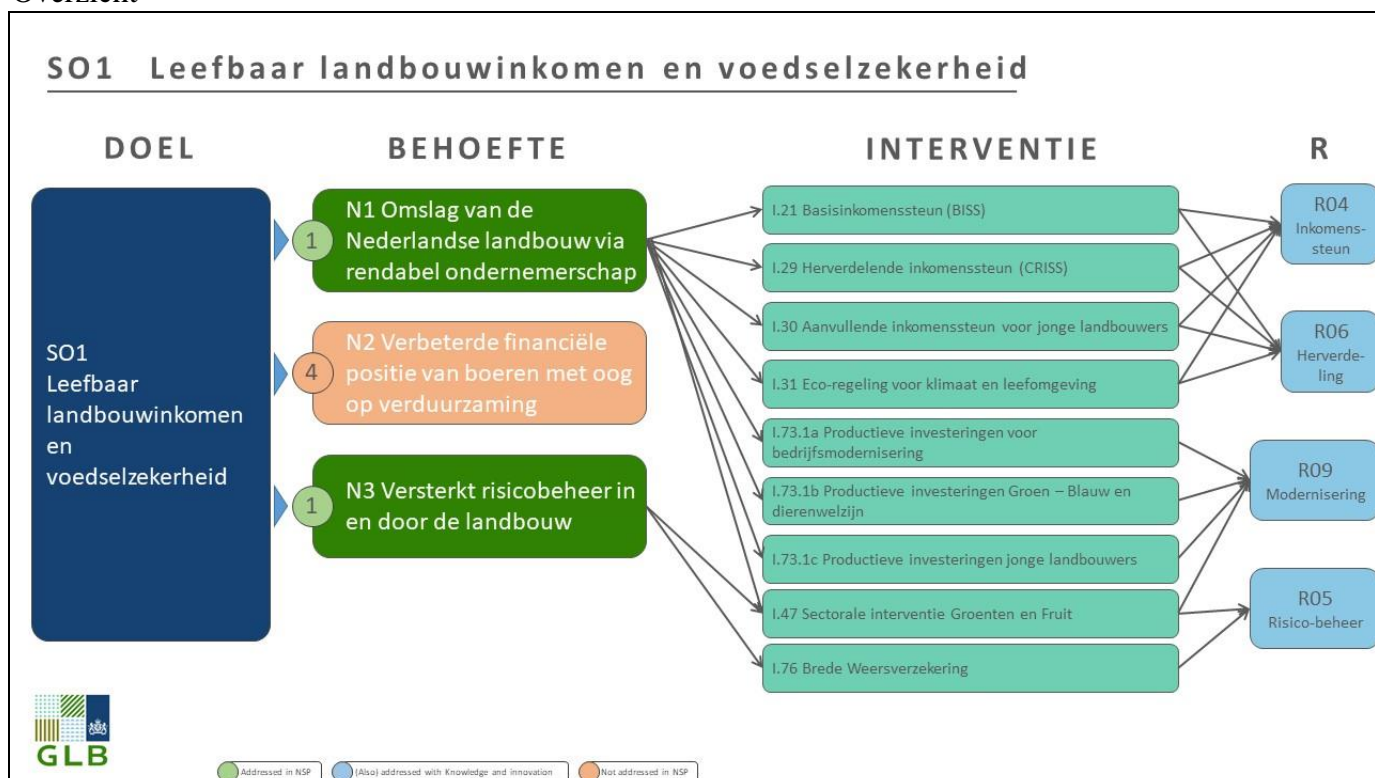 Overzicht
SO1 Leefbaar landbouwinkomen en voedselzekerheid
DOEL
BEHOEFTE
INTERVENTIE
R
SO1
Leefbaar
landbouwinkomen
en
voedselzekerheid
1
N1 Omslag van de
Nederlandse landbouw via
rendabel ondernemerschap
4
N2 Verbeterde financiële
positie van boeren met oog
op verduurzaming
1
N3 Versterkt risicobeheer in
en door de landbouw
I.21 Basisinkomenssteun (BISS)
I.29 Herverdelende inkomenssteun (CRISS)
I.30 Aanvullende inkomenssteun voor jonge landbouwers
I.31 Eco-regeling voor klimaat en leefomgeving
I.73.1a Productieve investeringen voor
bedrijfsmodernisering
I.73.1b Productieve investeringen Groen – Blauw en
dierenwelzijn
I.73.1c Productieve investeringen jonge landbouwers
I.47 Sectorale interventie Groenten en Fruit
I.76 Brede Weersverzekering
R04
Inkomens-
steun
R06
Herverde-
ling
R09
Modernisering
R05
Risico-beheer
GLB
Addressed in NSP
(Also) addressed with Knowledge and innovation
Not addressed in NSP